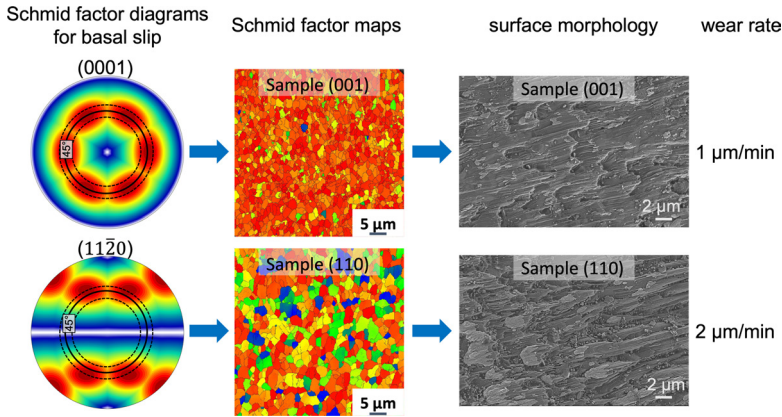 Schmid factor diagrams
for basal slip
Schmid factor maps
surface morphology
wear rate
(0001)
45°
Sample (001)
5 µm
Sample (001)
2 µm
1 µm/min
(112̄0)
45°
Sample (110)
5 µm
Sample (110)
2 µm
2 µm/min